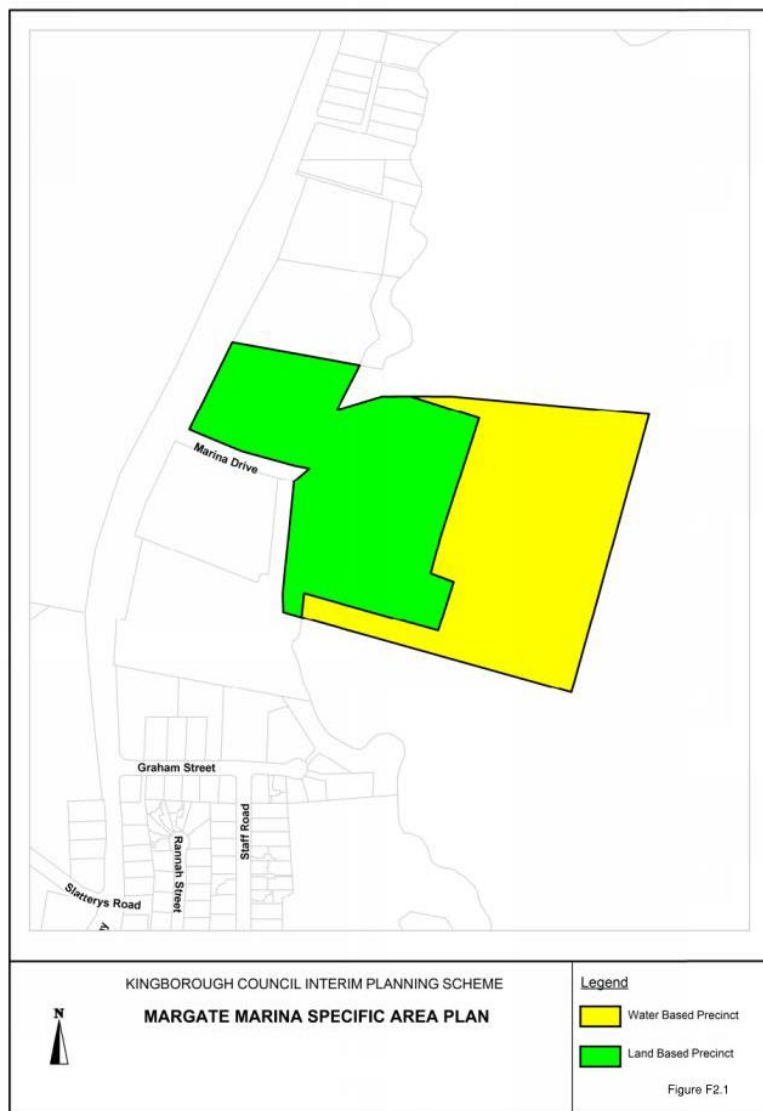 Marina Drive
Graham Street
Staff Road
Rannah Street
Slatterys Road
y
KINGBOROUGH COUNCIL INTERIM PLANNING SCHEME
MARGATE MARINA SPECIFIC AREA PLAN
N
Legend
Water Based Precinct
Land Based Precinct
Figure F2.1